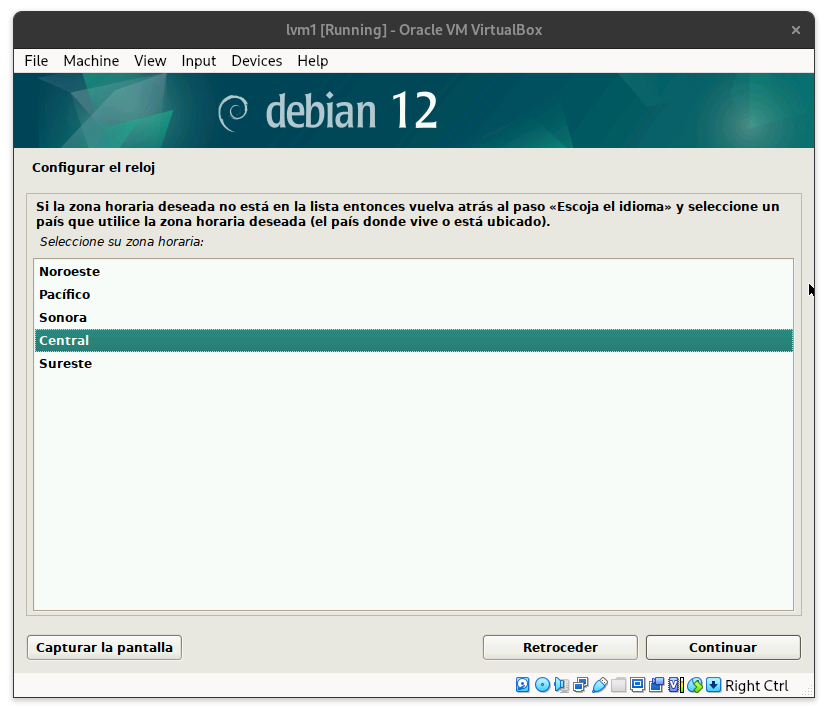 lvm1 [Running] - Oracle VM VirtualBox
File Machine View Input Devices Help
debian 12
Configurar el reloj
Si la zona horaria deseada no está en la lista entonces vuelva atrás al paso «Escoja el idioma» y seleccione un
país que utilice la zona horaria deseada (el país donde vive o está ubicado).
Seleccione su zona horaria:
Noroeste
Pacífico
Sonora
Central
Sureste
Capturar la pantalla
Retroceder
Continuar
Right Ctrl